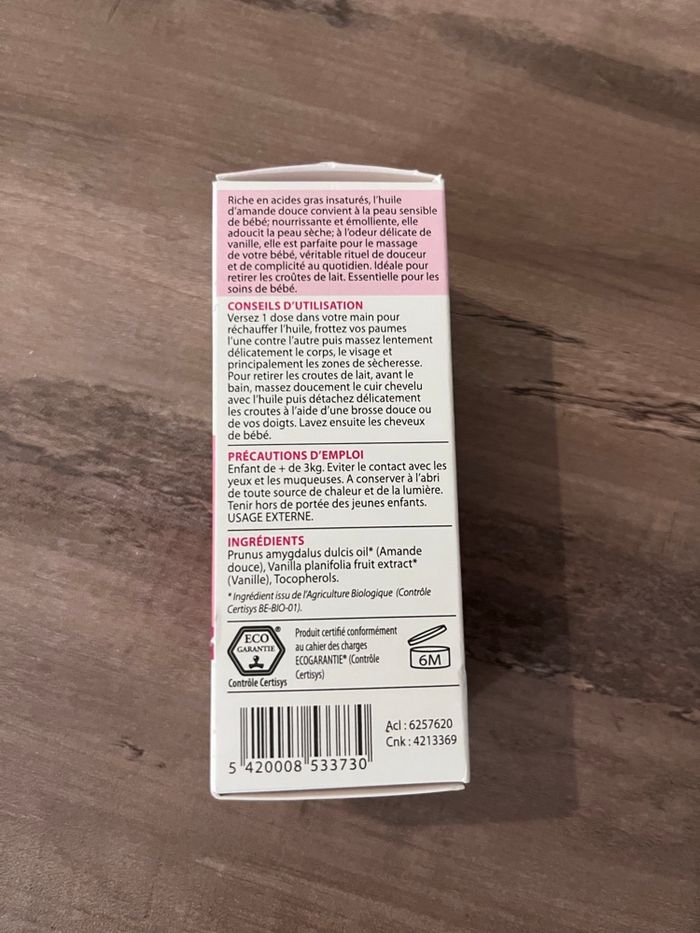 Riche en acides gras insaturés, l'huile
d'amande douce convient à la peau sensible
de bébé; nourrissante et émolliente, elle
adoucit la peau sèche; à l'odeur délicate de
vanille, elle est parfaite pour le massage
de votre bébé, véritable rituel de douceur
et de complicité au quotidien. Idéale pour
retirer les croûtes de lait. Essentielle pour les
soins de bébé.
CONSEILS D'UTILISATION
Versez 1 dose dans votre main pour
réchauffer l'huile, frottez vos paumes
l'une contre l'autre puis massez lentement
délicatement le corps, le visage et
principalement les zones de sècheresse.
Pour retirer les croutes de lait, avant le
bain, massez doucement le cuir chevelu
avec l'huile puis détachez délicatement
les croutes à l'aide d'une brosse douce ou
de vos doigts. Lavez ensuite les cheveux
de bébé.
PRÉCAUTIONS D'EMPLOI
Enfant de + de 3kg. Eviter le contact avec les
yeux et les muqueuses. A conserver à l'abri
de toute source de chaleur et de la lumière.
Tenir hors de portée des jeunes enfants.
USAGE EXTERNE.
INGRÉDIENTS
Prunus amygdalus dulcis oil* (Amande
douce), Vanilla planifolia fruit extract*
(Vanille), Tocopherols.
*Ingrédient issu de l'Agriculture Biologique (Contrôle
Certisys BE-BIO-01).
ECO
GARANTIE
®
Contrôle Certisys
Produit certifié conformément
au cahier des charges
ECOGARANTIE® (Contrôle
Certisys)
6M
5 420008 533730
Acl : 6257620
Cnk : 4213369